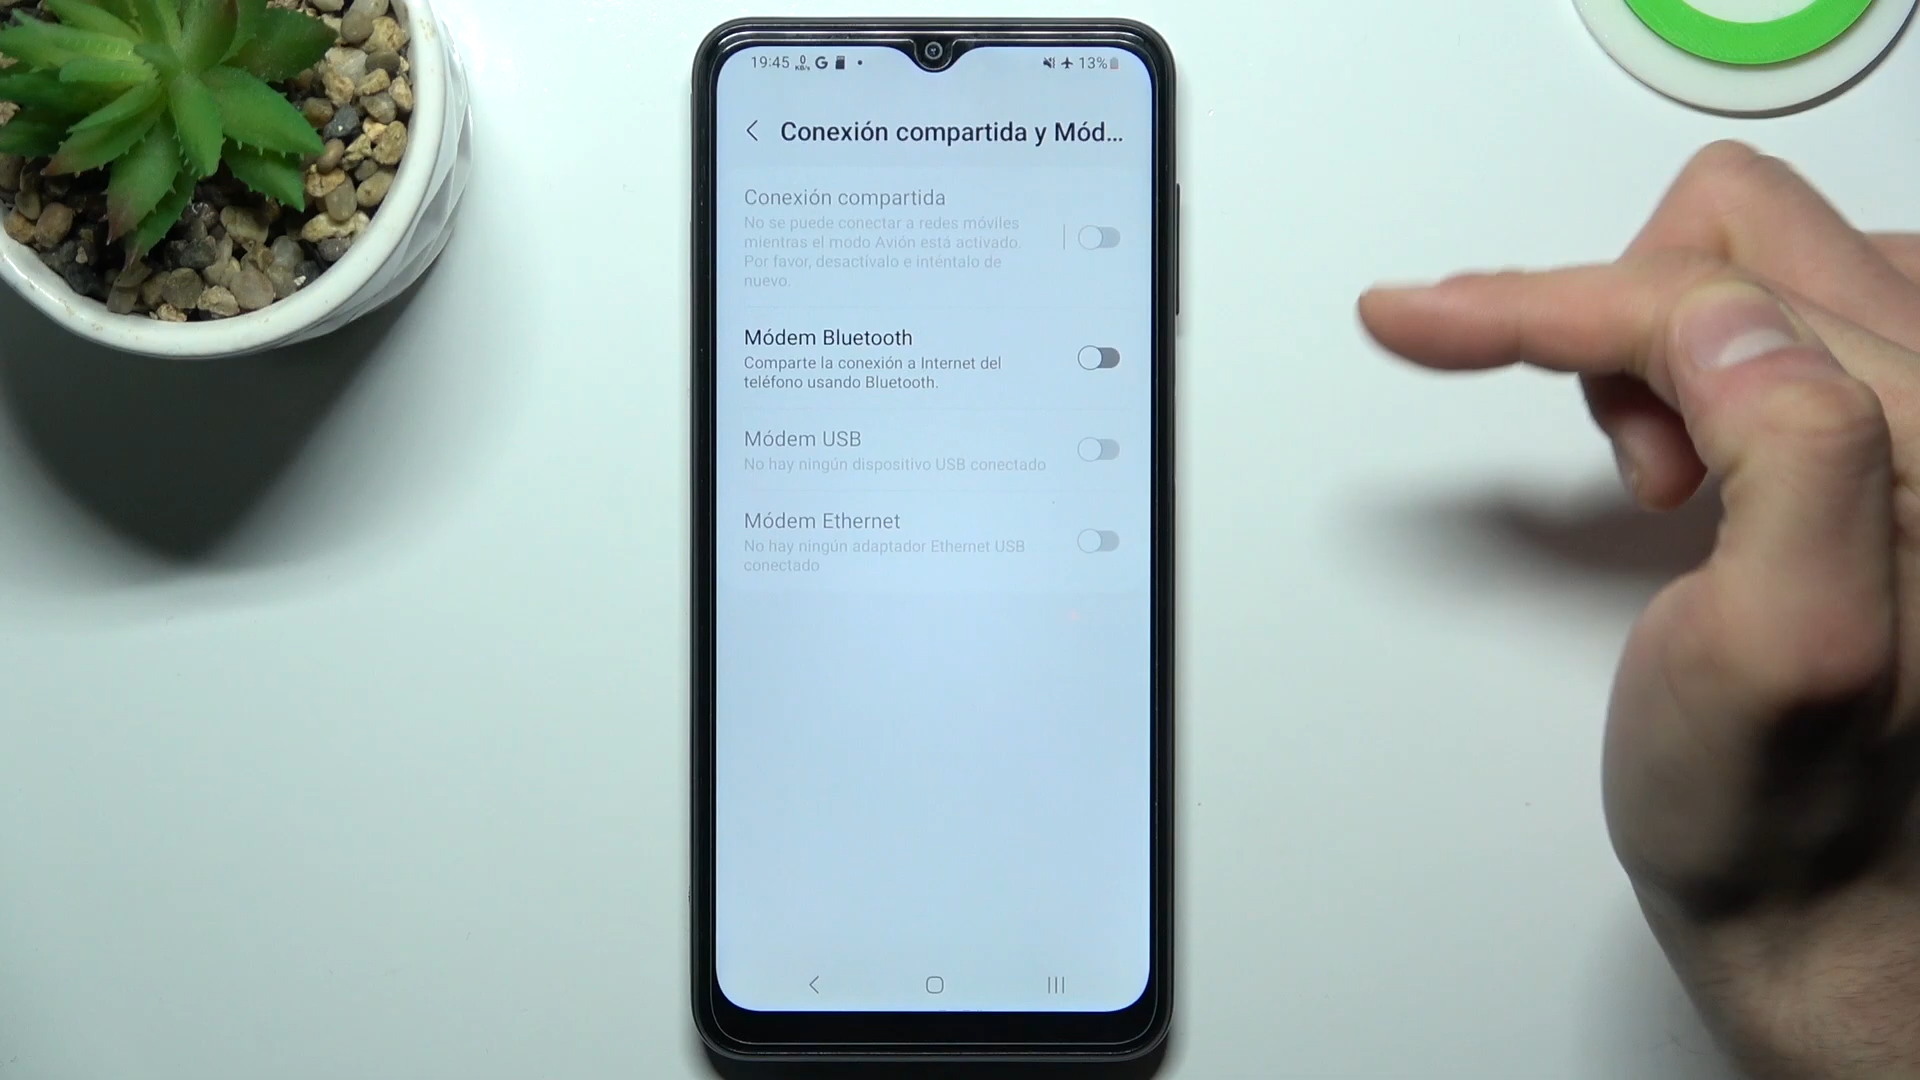 19:45 0 KB/s G 13%
Conexión compartida y Mód...
Conexión compartida
No se puede conectar a redes móviles
mientras el modo Avión está activado.
Por favor, desactívalo e inténtalo de
nuevo.
Módem Bluetooth
Comparte la conexión a Internet del
teléfono usando Bluetooth.
Módem USB
No hay ningún dispositivo USB conectado
Módem Ethernet
No hay ningún adaptador Ethernet USB
conectado